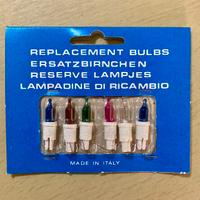 REPLACEMENT BULBS
ERSATZBIRNCHEN
RESERVE LAMPJES
LAMPADINE DI RICAMBIO
MADE IN ITALY